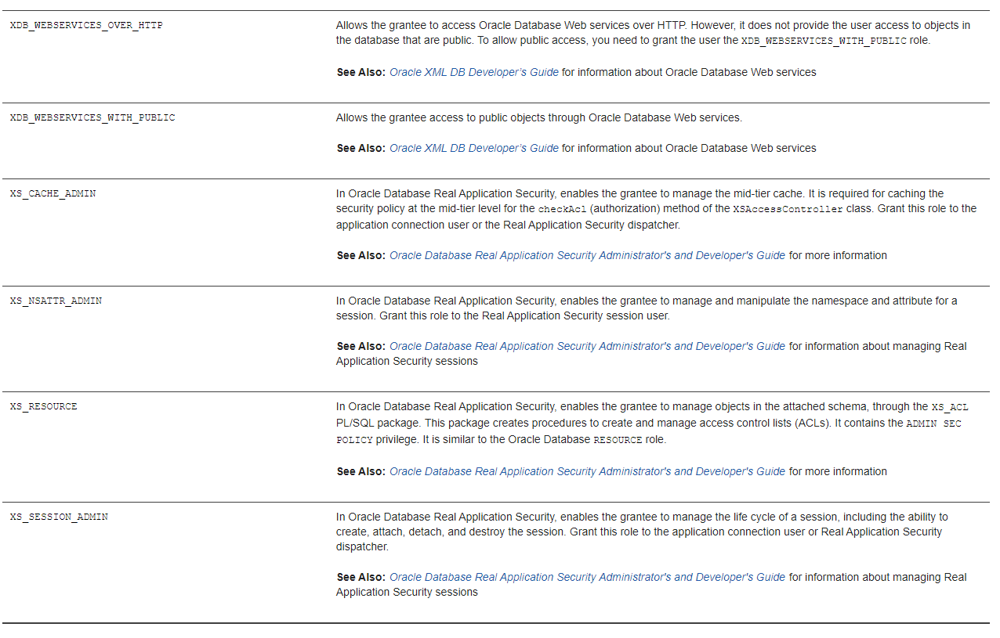 XDB_WEBSERVICES_OVER_HTTP
Allows the grantee to access Oracle Database Web services over HTTP. However, it does not provide the user access to objects in
the database that are public. To allow public access, you need to grant the user the XDB_WEBSERVICES_WITH_PUBLIC role.
See Also: Oracle XML DB Developer's Guide for information about Oracle Database Web services
XDB_WEBSERVICES_WITH_PUBLIC
Allows the grantee access to public objects through Oracle Database Web services.
See Also: Oracle XML DB Developer's Guide for information about Oracle Database Web services
XS_CACHE_ADMIN
In Oracle Database Real Application Security, enables the grantee to manage the mid-tier cache. It is required for caching the
security policy at the mid-tier level for the checkAcl (authorization) method of the XSAccessController class. Grant this role to the
application connection user or the Real Application Security dispatcher.
See Also: Oracle Database Real Application Security Administrator's and Developer's Guide for more information
XS_NSATTR_ADMIN
In Oracle Database Real Application Security, enables the grantee to manage and manipulate the namespace and attribute for a
session. Grant this role to the Real Application Security session user.
See Also: Oracle Database Real Application Security Administrator's and Developer's Guide for information about managing Real
Application Security sessions
XS_RESOURCE
In Oracle Database Real Application Security, enables the grantee to manage objects in the attached schema, through the XS_ACL
PL/SQL package. This package creates procedures to create and manage access control lists (ACLs). It contains the ADMIN SEC
POLICY privilege. It is similar to the Oracle Database RESOURCE role.
See Also: Oracle Database Real Application Security Administrator's and Developer's Guide for more information
XS_SESSION_ADMIN
In Oracle Database Real Application Security, enables the grantee to manage the life cycle of a session, including the ability to
create, attach, detach, and destroy the session. Grant this role to the application connection user or Real Application Security
dispatcher.
See Also: Oracle Database Real Application Security Administrator's and Developer's Guide for information about managing Real
Application Security sessions